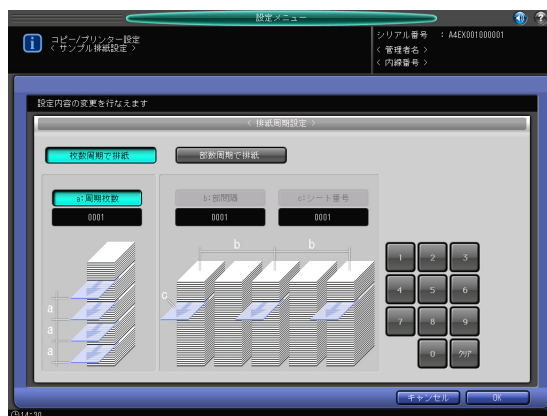 設定メニュー
コピー/プリンター設定
< サンプル排紙設定 >
シリアル番号 : A4EX001000001
< 管理者名 >
< 内線番号 >
設定内容の変更を行なえます
< 排紙周期設定 >
枚数周期で排紙 部数周期で排紙
a:周期枚数 b:部間隔 c:シート番号
0001 0001 0001
b b
1 2 3
c
4 5 6
a
a
7 8 9
a
0 クリア
キャンセル OK
14:30